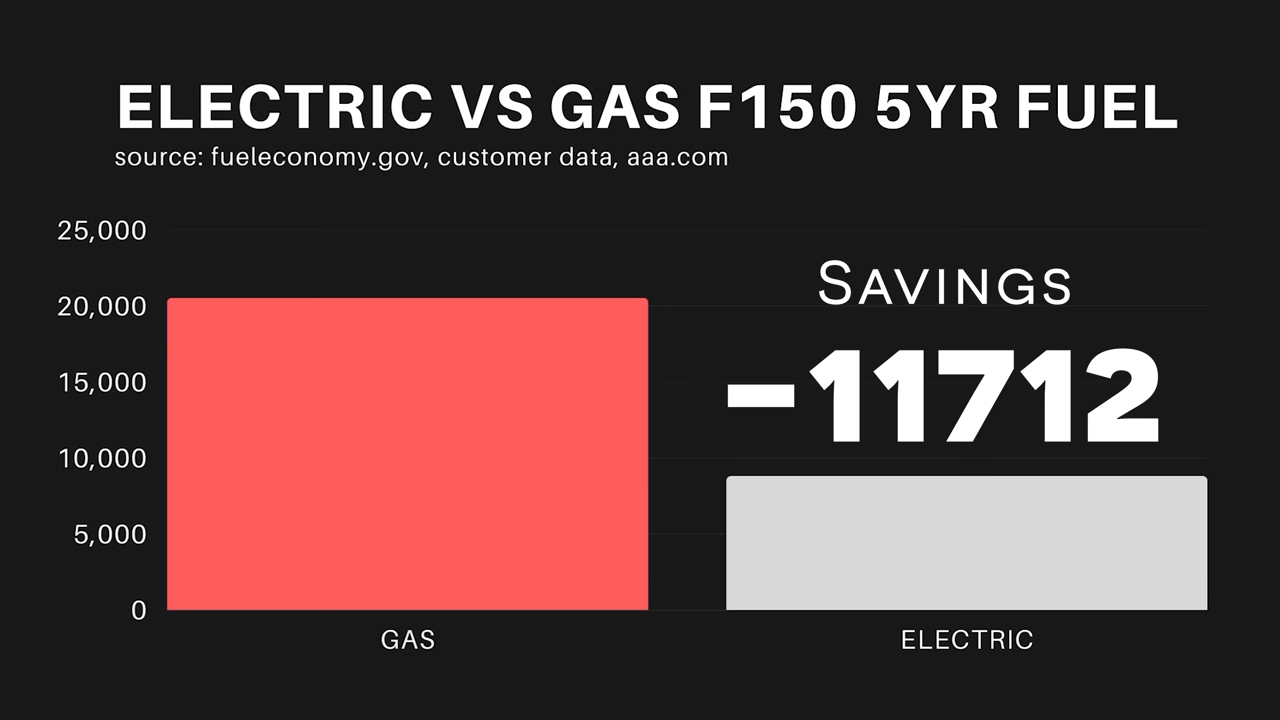 ELECTRIC VS GAS F150 5YR FUEL
source: fueleconomy.gov, customer data, aaa.com
25,000
20,000
15,000
10,000
5,000
0
SAVINGS
-11712
GAS
ELECTRIC